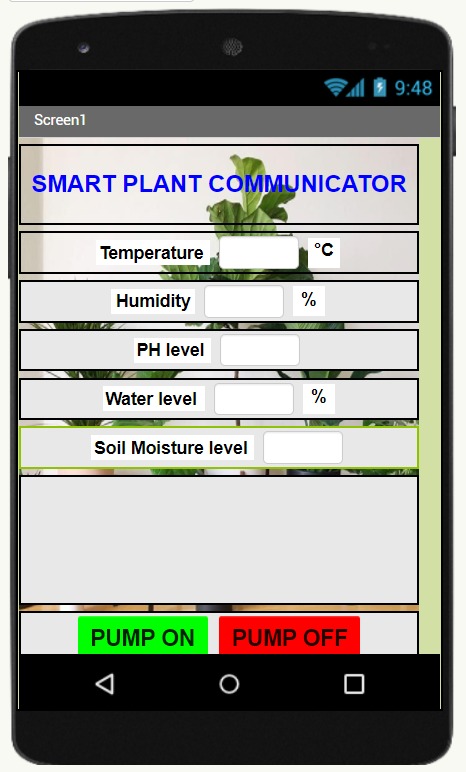 9:48
Screen1
SMART PLANT COMMUNICATOR
Temperature °C
Humidity %
PH level
Water level %
Soil Moisture level
PUMP ON PUMP OFF